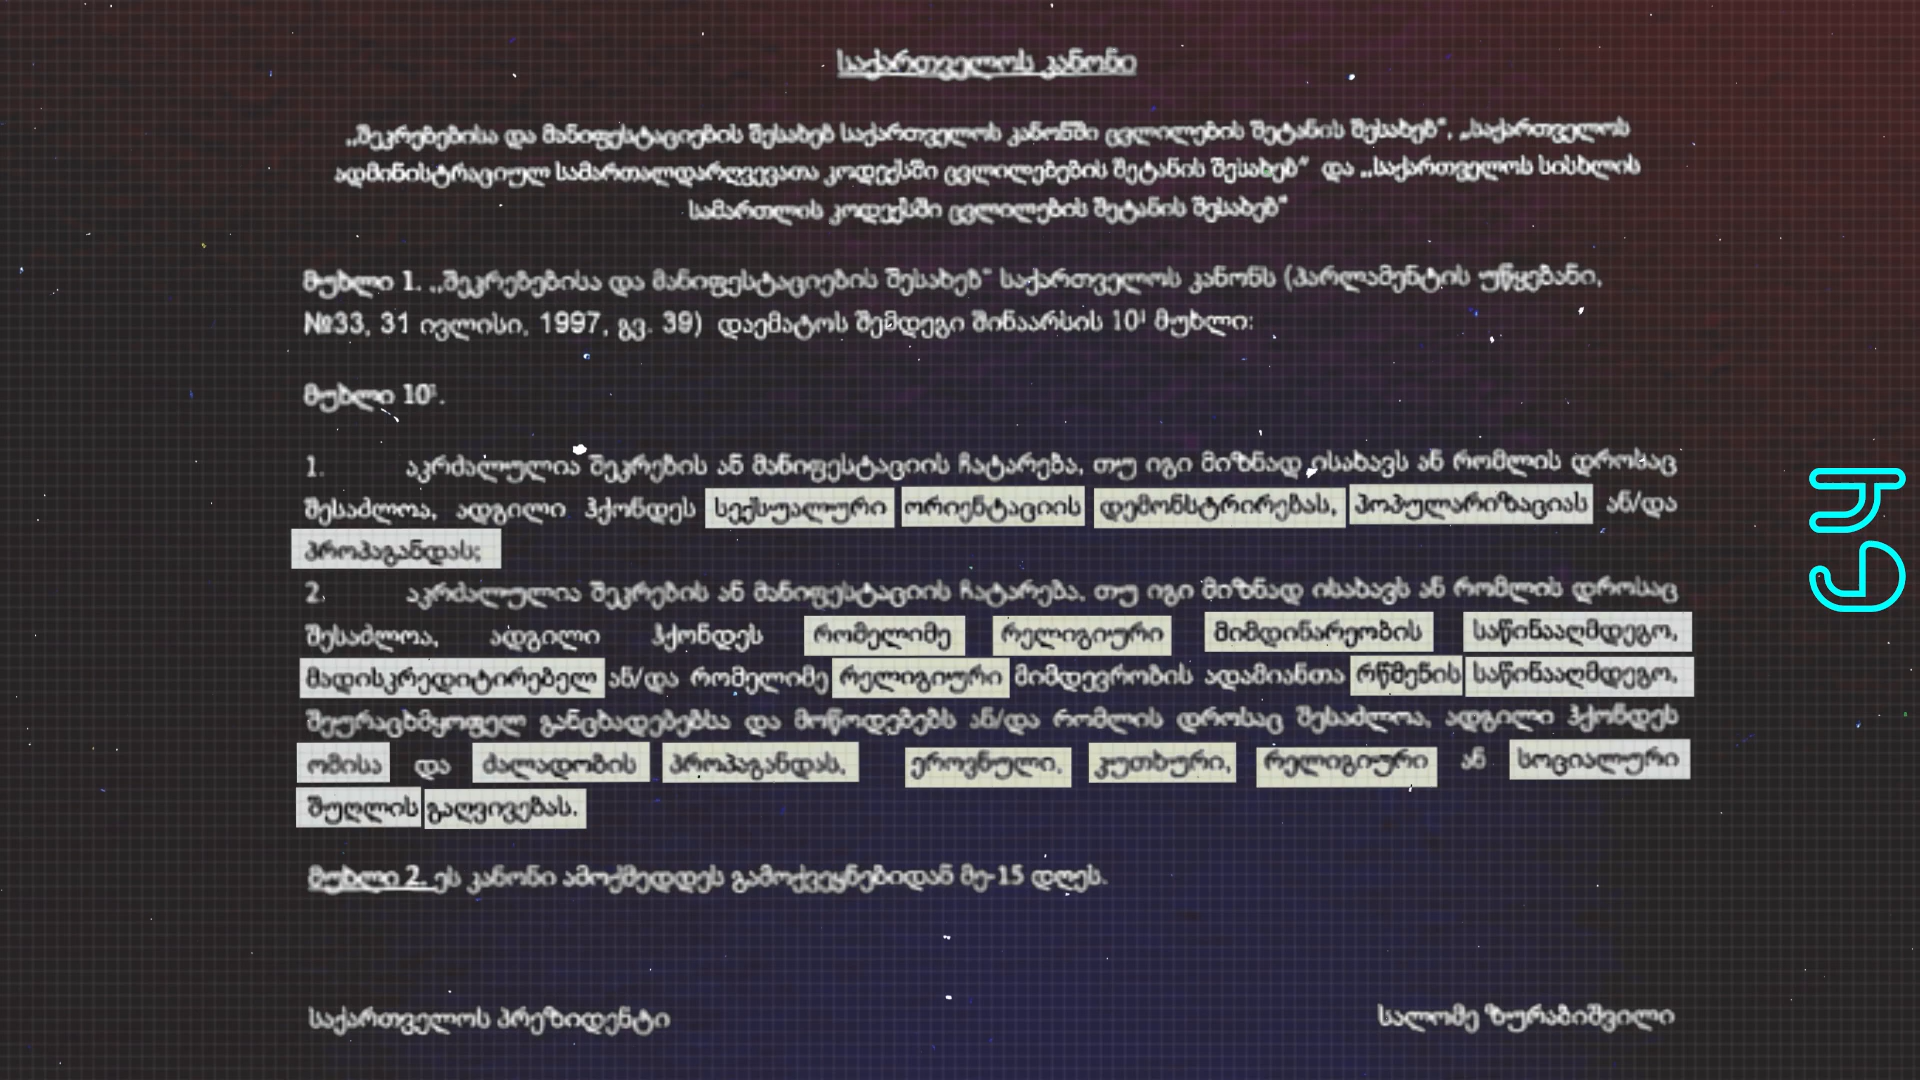 საქართველოს კანონი
„შეკრებებისა და მანიფესტაციების შესახებ საქართველოს კანონში ცვლილების შეტანის შესახებ“, „საქართველოს
ადმინისტრაციულ სამართალდარღვევათა კოდექსში ცვლილებების შეტანის შესახებ“ და „საქართველოს სისხლის
სამართლის კოდექსში ცვლილების შეტანის შესახებ“
მუხლი 1. „შეკრებებისა და მანიფესტაციების შესახებ“ საქართველოს კანონს (პარლამენტის უწყებანი,
№33, 31 ივლისი, 1997, გვ. 39) დაემატოს შემდეგი შინაარსის 10¹ მუხლი:
მუხლი 10¹.
1. აკრძალულია შეკრების ან მანიფესტაციის ჩატარება, თუ იგი მიზნად ისახავს ან რომლის დროსაც
შესაძლოა, ადგილი ჰქონდეს სექსუალური ორიენტაციის დემონსტრირებას, პოპულარიზაციას ან/და
პროპაგანდას;
2. აკრძალულია შეკრების ან მანიფესტაციის ჩატარება, თუ იგი მიზნად ისახავს ან რომლის დროსაც
შესაძლოა, ადგილი ჰქონდეს რომელიმე რელიგიური მიმდინარეობის საწინააღმდეგო,
მადისკრედიტირებელ ან/და რომელიმე რელიგიური მიმდევრობის ადამიანთა რწმენის საწინააღმდეგო,
შეურაცხმყოფელ განცხადებებსა და მოწოდებებს ან/და რომლის დროსაც შესაძლოა, ადგილი ჰქონდეს
ომისა და ძალადობის პროპაგანდას, ეროვნული, კუთხური, რელიგიური ან სოციალური
შუღლის გაღვივებას.
მუხლი 2. ეს კანონი ამოქმედდეს გამოქვეყნებიდან მე-15 დღეს.
საქართველოს პრეზიდენტი სალომე ზურაბიშვილი